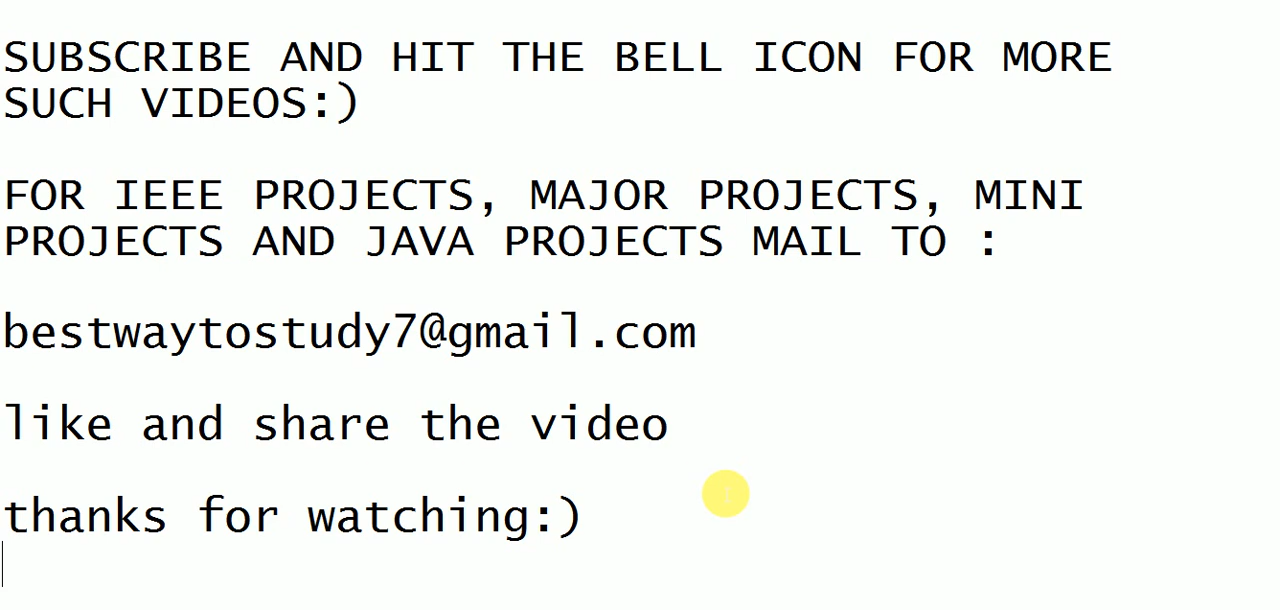 SUBSCRIBE AND HIT THE BELL ICON FOR MORE
SUCH VIDEOS:)
FOR IEEE PROJECTS, MAJOR PROJECTS, MINI
PROJECTS AND JAVA PROJECTS MAIL TO :
bestwaytostudy7@gmail.com
like and share the video
thanks for watching:)